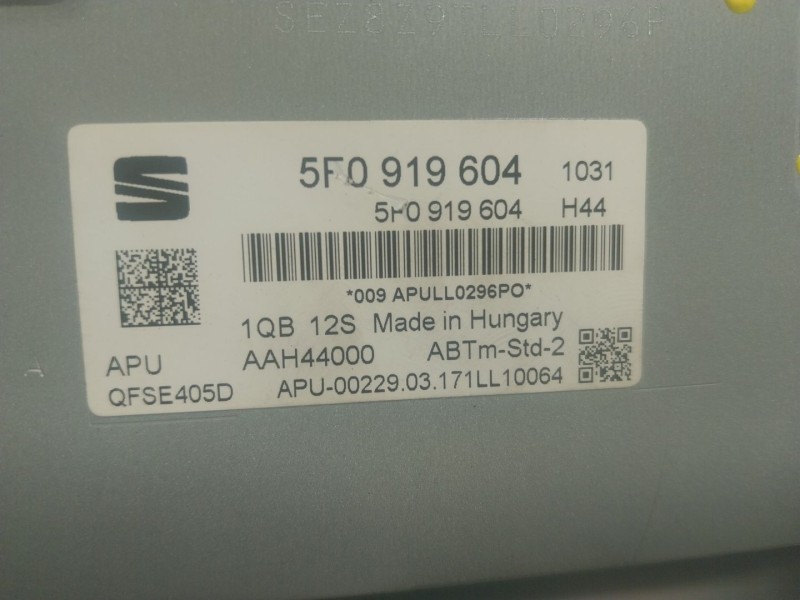 5F0 919 604 1031
5F0 919 604 H44
*009 APULL0296PO*
1QB 12S Made in Hungary
APU AAH44000 ABTm-Std-2
QFSE405D APU-00229.03.171LL10064